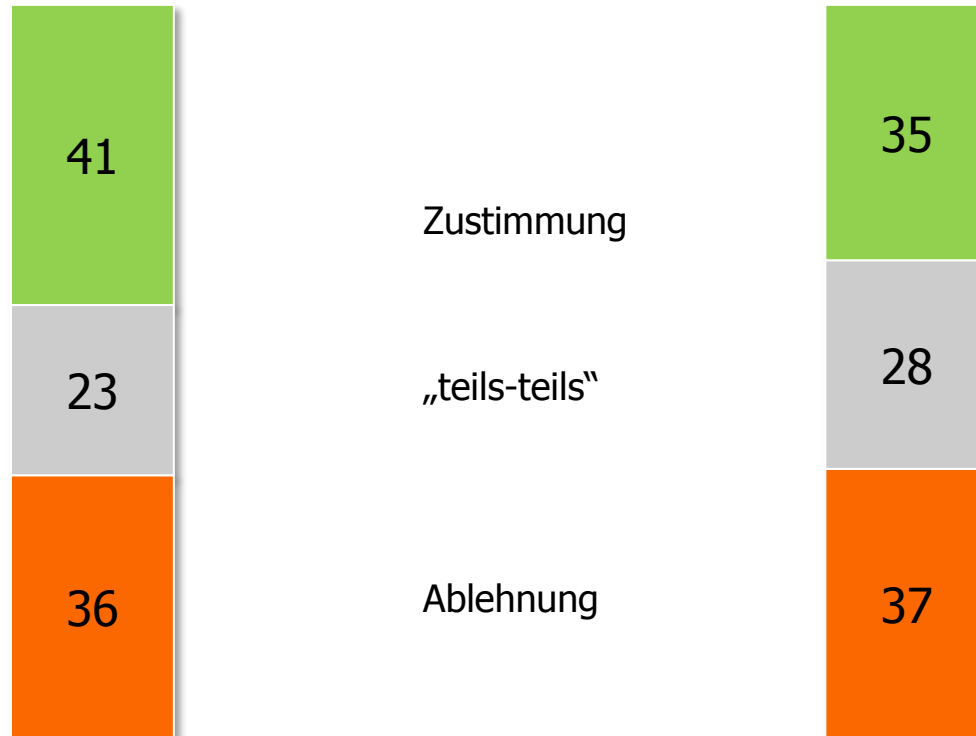 41
35
Zustimmung
23
„teils-teils“
28
36
Ablehnung
37